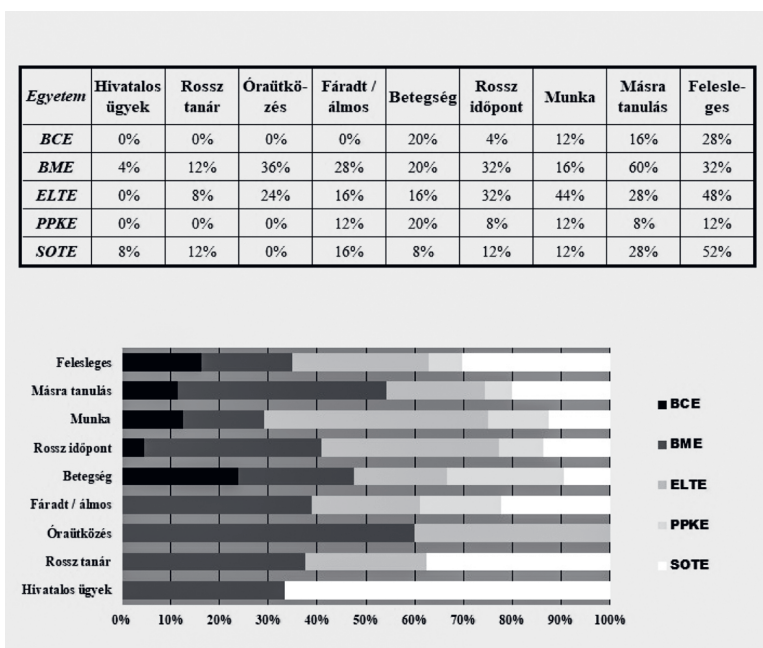 Egyetem Hivatalos ügyek Rossz tanár Óraütkö-zés Fáradt / álmos Betegség Rossz időpont Munka Másra tanulás Felesle-ges
BCE 0% 0% 0% 0% 20% 4% 12% 16% 28%
BME 4% 12% 36% 28% 20% 32% 16% 60% 32%
ELTE 0% 8% 24% 16% 16% 32% 44% 28% 48%
PPKE 0% 0% 0% 12% 20% 8% 12% 8% 12%
SOTE 8% 12% 0% 16% 8% 12% 12% 28% 52%
Felesleges
Másra tanulás
Munka
Rossz időpont
Betegség
Fáradt / álmos
Óraütközés
Rossz tanár
Hivatalos ügyek
0% 10% 20% 30% 40% 50% 60% 70% 80% 90% 100%
BCE
BME
ELTE
PPKE
SOTE